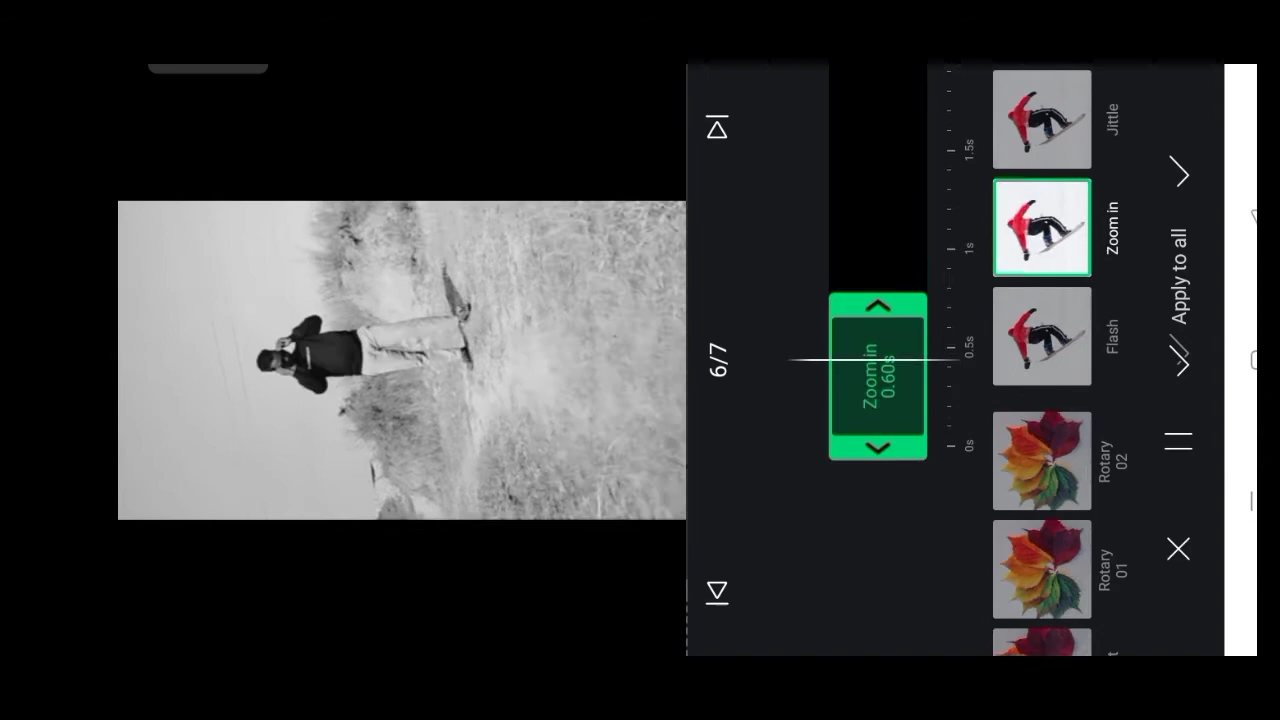 6/7
Zoom in
0.60s
0s 0.5s 1s 1.5s
Rotary
01
Rotary
02
Flash
Zoom in
Jittle
Apply to all